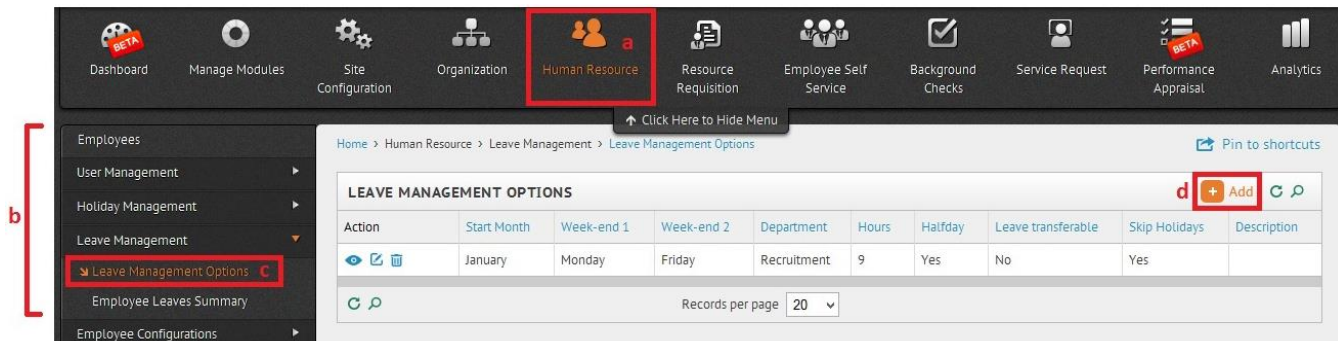 BETA
BETA
Dashboard Manage Modules Site Configuration Organization Human Resource a Resource Requisition Employee Self Service Background Checks Service Request Performance Appraisal Analytics
Click Here to Hide Menu
b
Employees
User Management
Holiday Management
Leave Management
Leave Management Options C
Employee Leaves Summary
Employee Configurations
Home > Human Resource > Leave Management > Leave Management Options
Pin to shortcuts
LEAVE MANAGEMENT OPTIONS
d + Add
Action Start Month Week-end 1 Week-end 2 Department Hours Halfday Leave transferable Skip Holidays Description
January Monday Friday Recruitment 9 Yes No Yes
Records per page 20